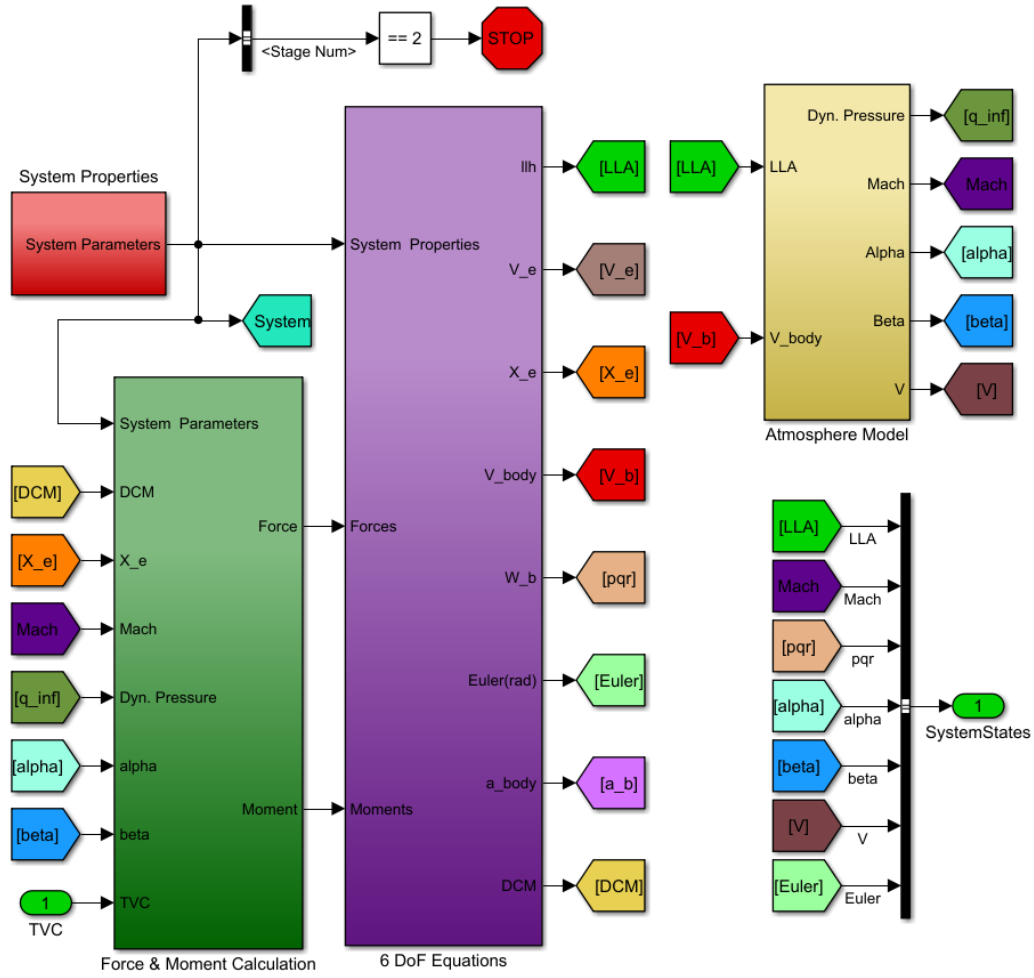 <Stage Num>
== 2
STOP
System Properties
System Parameters
System
System Properties
Forces
Moments
llh
V_e
X_e
V_body
W_b
Euler(rad)
a_body
DCM
6 DoF Equations
[LLA]
[V_e]
[X_e]
[V_b]
[pqr]
[Euler]
[a_b]
[DCM]
[DCM]
[X_e]
Mach
[q_inf]
[alpha]
[beta]
1
TVC
System Parameters
DCM
X_e
Mach
Dyn. Pressure
alpha
beta
TVC
Force
Moment
Force & Moment Calculation
[LLA]
[V_b]
LLA
V_body
Dyn. Pressure
Mach
Alpha
Beta
V
Atmosphere Model
[q_inf]
Mach
[alpha]
[beta]
[V]
[LLA]
LLA
Mach
Mach
[pqr]
pqr
[alpha]
alpha
[beta]
beta
[V]
V
[Euler]
Euler
1
SystemStates